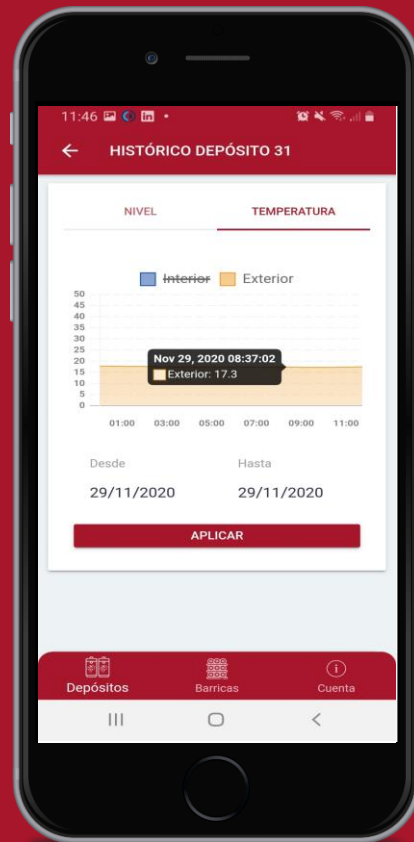 11:46
HISTÓRICO DEPÓSITO 31
NIVEL TEMPERATURA
Interior Exterior
50
45
40
35
30
25
20
15
10
5
0
Nov 29, 2020 08:37:02
Exterior: 17.3
01:00 03:00 05:00 07:00 09:00 11:00
Desde Hasta
29/11/2020 29/11/2020
APLICAR
Depósitos Barricas Cuenta